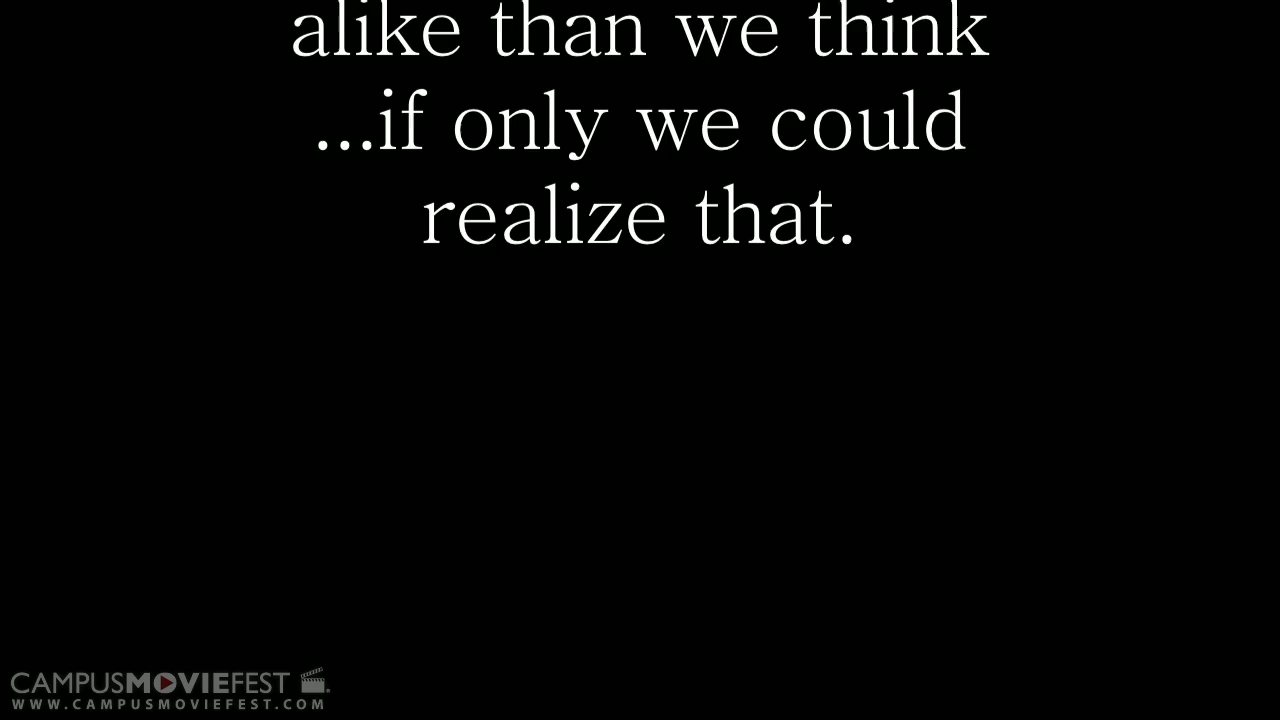 alike than we think
...if only we could
realize that.
CAMPUSMOVIEFEST
WWW.CAMPUSMOVIEFEST.COM